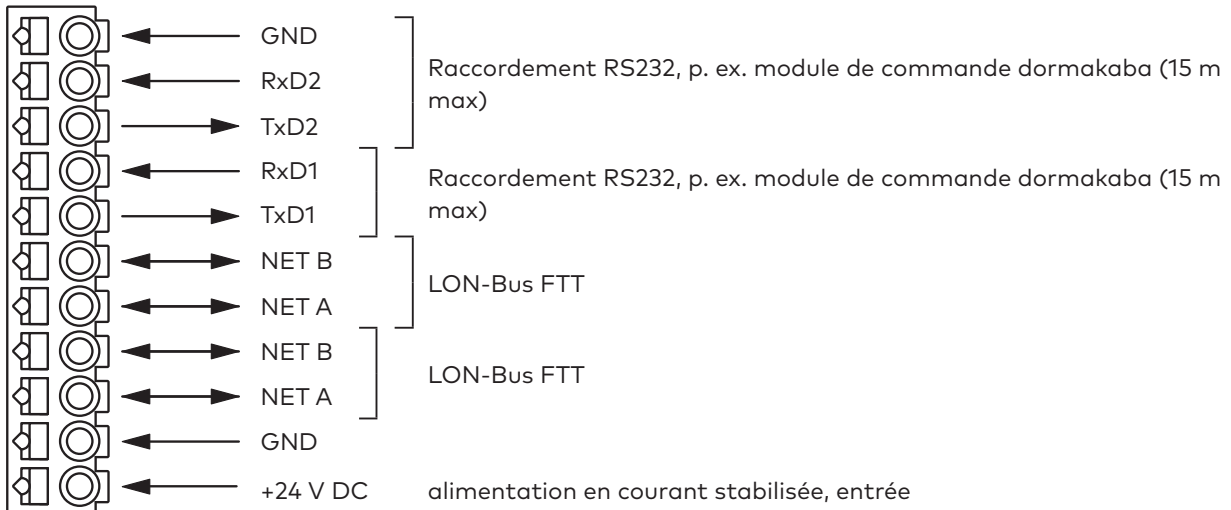 GND
RxD2
TxD2
Raccordement RS232, p. ex. module de commande dormakaba (15 m
max)
RxD1
TxD1
Raccordement RS232, p. ex. module de commande dormakaba (15 m
max)
NET B
NET A
LON-Bus FTT
NET B
NET A
LON-Bus FTT
GND
+24 V DC alimentation en courant stabilisée, entrée